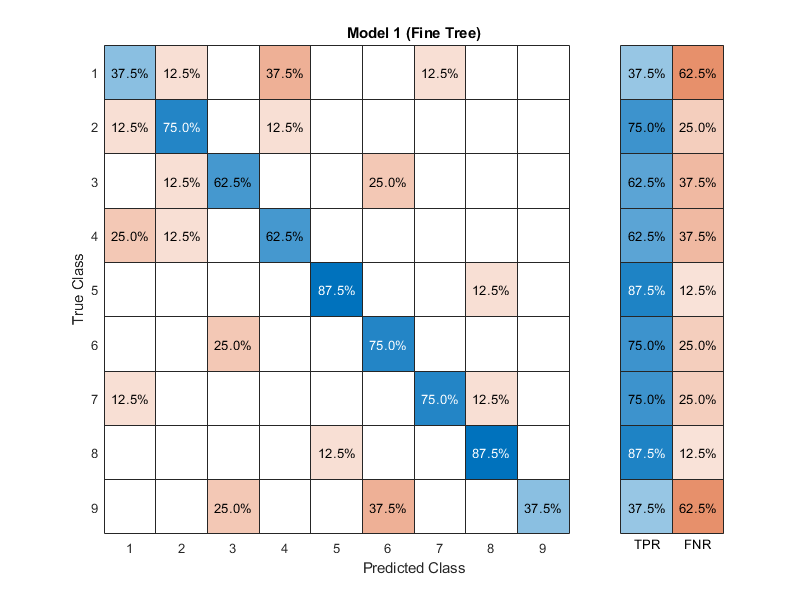 Model 1 (Fine Tree)
1 37.5% 12.5% 37.5% 12.5% 37.5% 62.5%
2 12.5% 75.0% 12.5% 75.0% 25.0%
3 12.5% 62.5% 25.0% 62.5% 37.5%
4 25.0% 12.5% 62.5% 62.5% 37.5%
5 87.5% 12.5% 87.5% 12.5%
6 25.0% 75.0% 75.0% 25.0%
7 12.5% 75.0% 12.5% 75.0% 25.0%
8 12.5% 87.5% 87.5% 12.5%
9 25.0% 37.5% 37.5% 37.5% 62.5%
True Class
1 2 3 4 5 6 7 8 9 TPR FNR
Predicted Class